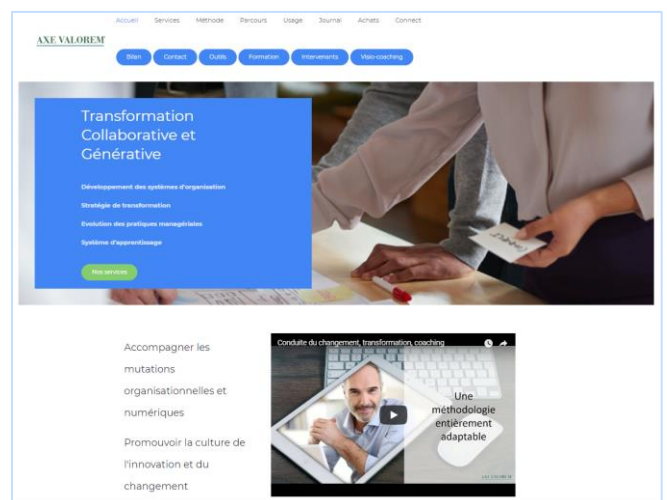 Accueil Services Méthode Parcours Usage Journal Achats Connect
AXE VALOREM
Bilan Contact Outils Formation Intervenants Visio-coaching
Transformation
Collaborative et
Générative
Développement des systèmes d'organisation
Stratégie de transformation
Evolution des pratiques managériales
Système d'apprentissage
Nos services
Accompagner les
mutations
organisationnelles et
numériques
Promouvoir la culture de
l'innovation et du
changement
Conduite du changement, transformation, coaching
Une
méthodologie
entièrement
adaptable
AXE VALOREM